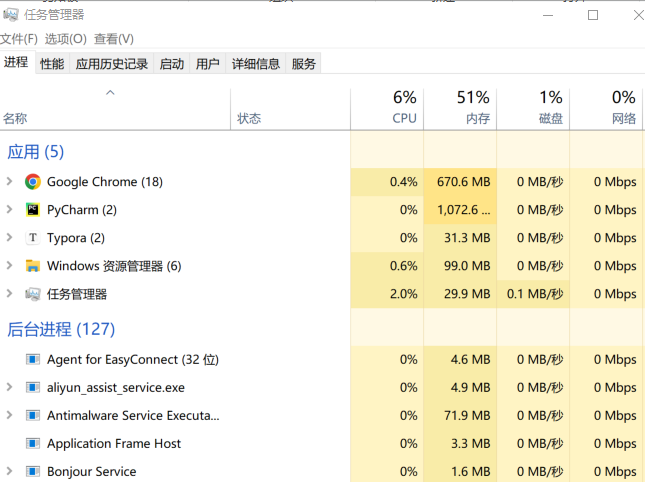 任务管理器
文件(F) 选项(O) 查看(V)
进程 性能 应用历史记录 启动 用户 详细信息 服务
6% 51% 1% 0%
名称 状态 CPU 内存 磁盘 网络
应用 (5)
Google Chrome (18) 0.4% 670.6 MB 0 MB/秒 0 Mbps
PC PyCharm (2) 0% 1,072.6 ... 0 MB/秒 0 Mbps
T Typora (2) 0% 31.3 MB 0 MB/秒 0 Mbps
Windows 资源管理器 (6) 0.6% 99.0 MB 0 MB/秒 0 Mbps
任务管理器 2.0% 29.9 MB 0.1 MB/秒 0 Mbps
后台进程 (127)
Agent for EasyConnect (32 位) 0% 4.6 MB 0 MB/秒 0 Mbps
aliyun_assist_service.exe 0% 4.9 MB 0 MB/秒 0 Mbps
Antimalware Service Executa... 0% 71.9 MB 0 MB/秒 0 Mbps
Application Frame Host 0% 3.3 MB 0 MB/秒 0 Mbps
Bonjour Service 0% 1.6 MB 0 MB/秒 0 Mbps